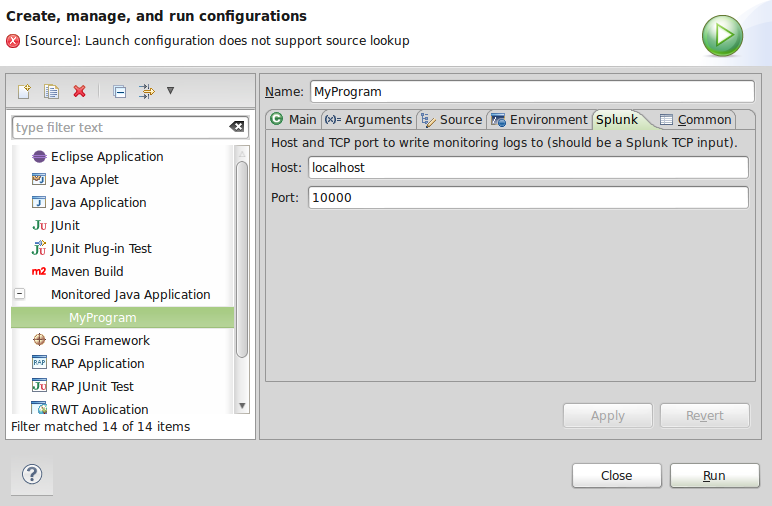 Create, manage, and run configurations
[Source]: Launch configuration does not support source lookup
Name: MyProgram
type filter text
Main (x)= Arguments Source Environment Splunk Common
Host and TCP port to write monitoring logs to (should be a Splunk TCP input).
Host: localhost
Port: 10000
Eclipse Application
Java Applet
J Java Application
JU JUnit
JU JUnit Plug-in Test
m2 Maven Build
Monitored Java Application
MyProgram
OSGi Framework
RAP RAP Application
JU RAP JUnit Test
RWT Application
Filter matched 14 of 14 items
Apply Revert
? Close Run